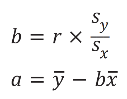 b = r × s_y / s_x
a = y̅ − bx̅